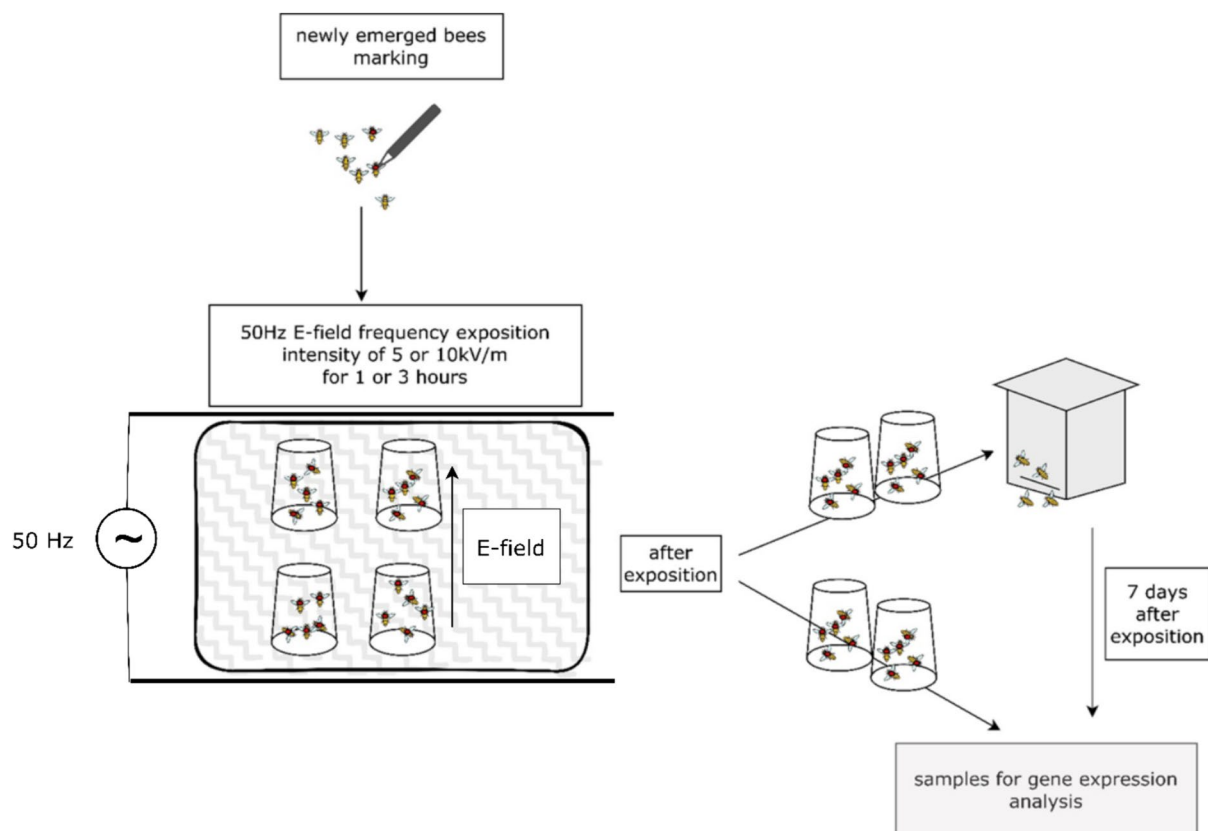 newly emerged bees
marking
50Hz E-field frequency exposition
intensity of 5 or 10kV/m
for 1 or 3 hours
50 Hz
~
E-field
after
exposition
7 days
after
exposition
samples for gene expression
analysis